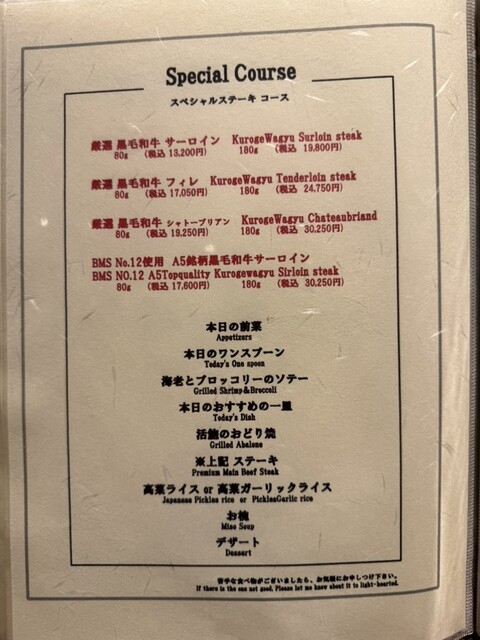 Special Course
スペシャルステーキ コース
厳選 黒毛和牛 サーロイン KurogeWagyu Surloin steak
80g (税込 13,200円) 180g (税込 19,800円)
厳選 黒毛和牛 フィレ KurogeWagyu Tenderloin steak
80g (税込 17,050円) 180g (税込 24,750円)
厳選 黒毛和牛 シャトーブリアン KurogeWagyu Chateaubriand
80g (税込 19,250円) 180g (税込 30,250円)
BMS No.12使用 A5銘柄黒毛和牛サーロイン
BMS NO.12 A5Topquality Kurogewagyu Sirloin steak
80g (税込 17,600円) 180g (税込 30,250円)
本日の前菜
Appetizers
本日のワンスプーン
Today's One spoon
海老とブロッコリーのソテー
Grilled Shrimp&Broccoli
本日のおすすめの一皿
Today's Dish
活鮑のおどり焼
Grilled Abalone
※上記 ステーキ
Premium Main Beef Steak
高菜ライス or 高菜ガーリックライス
Japanese Pickles rice or PicklesGarlic rice
お椀
Miso Soup
デザート
Dessert
苦手な食べ物がございましたら、お気軽にお申しつけ下さい。
If there is the one not good. Please let me know about it to light-hearted.